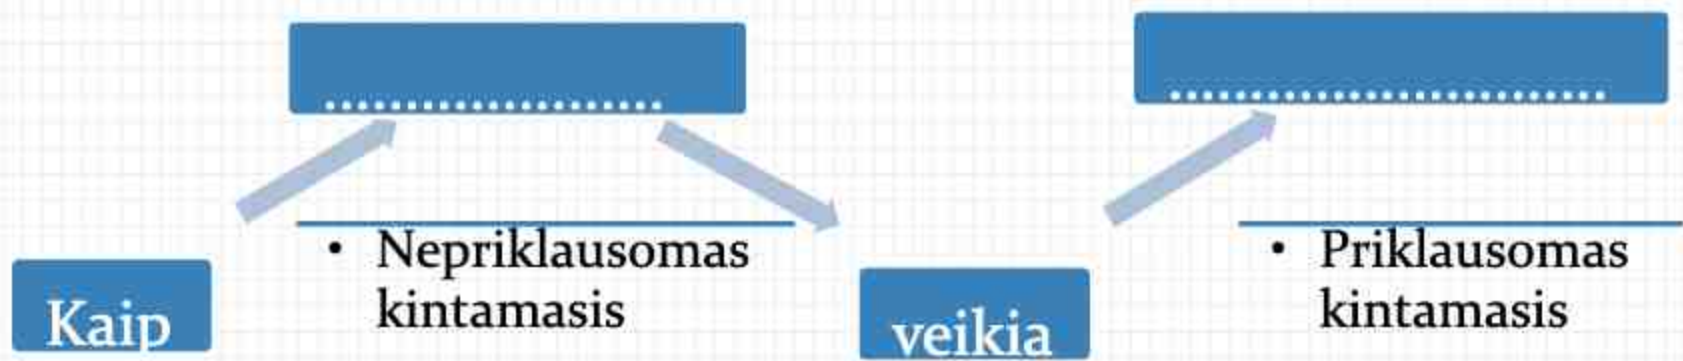 .....................
...........................
• Nepriklausomas
kintamasis
• Priklausomas
kintamasis
Kaip
veikia